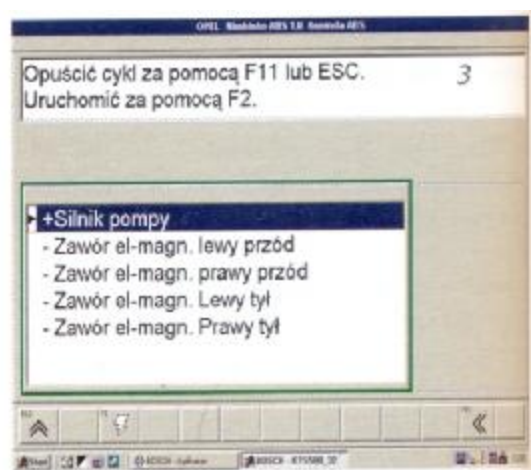 Opuścić cykl za pomocą F11 lub ESC.
3
Uruchomić za pomocą F2.
+Silnik pompy
- Zawór el-magn. lewy przód
- Zawór el-magn. prawy przód
- Zawór el-magn. Lewy tył
- Zawór el-magn. Prawy tył